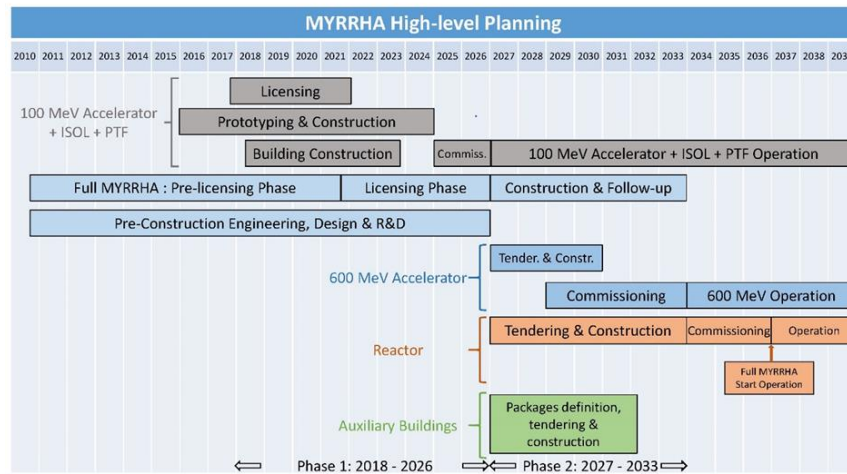 MYRRHA High-level Planning
2010 2011 2012 2013 2014 2015 2016 2017 2018 2019 2020 2021 2022 2023 2024 2025 2026 2027 2028 2029 2030 2031 2032 2033 2034 2035 2036 2037 2038
Licensing
100 MeV Accelerator
+ ISOL + PTF
Prototyping & Construction
Building Construction
Commiss.
100 MeV Accelerator + ISOL + PTF Operation
Full MYRRHA : Pre-licensing Phase
Licensing Phase
Construction & Follow-up
Pre-Construction Engineering, Design & R&D
600 MeV Accelerator
Tender. & Constr.
Commissioning
600 MeV Operation
Reactor
Tendering & Construction
Commissioning
Operation
Full MYRRHA
Start Operation
Auxiliary Buildings
Packages definition,
tendering &
construction
Phase 1: 2018 - 2026
Phase 2: 2027 - 2033